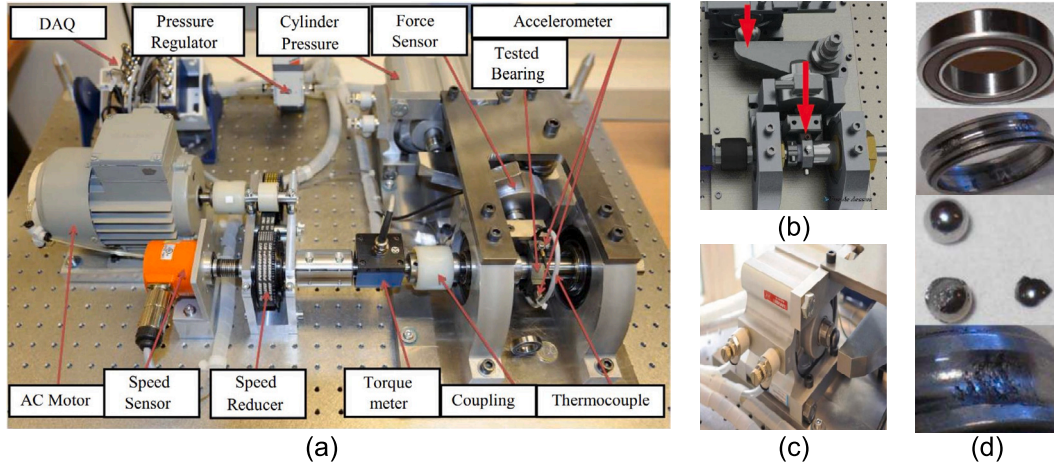 DAQ
Pressure
Regulator
Cylinder
Pressure
Force
Sensor
Accelerometer
Tested
Bearing
AC Motor
Speed
Sensor
Speed
Reducer
Torque
meter
Coupling
Thermocouple
(a)
(b)
(c)
(d)